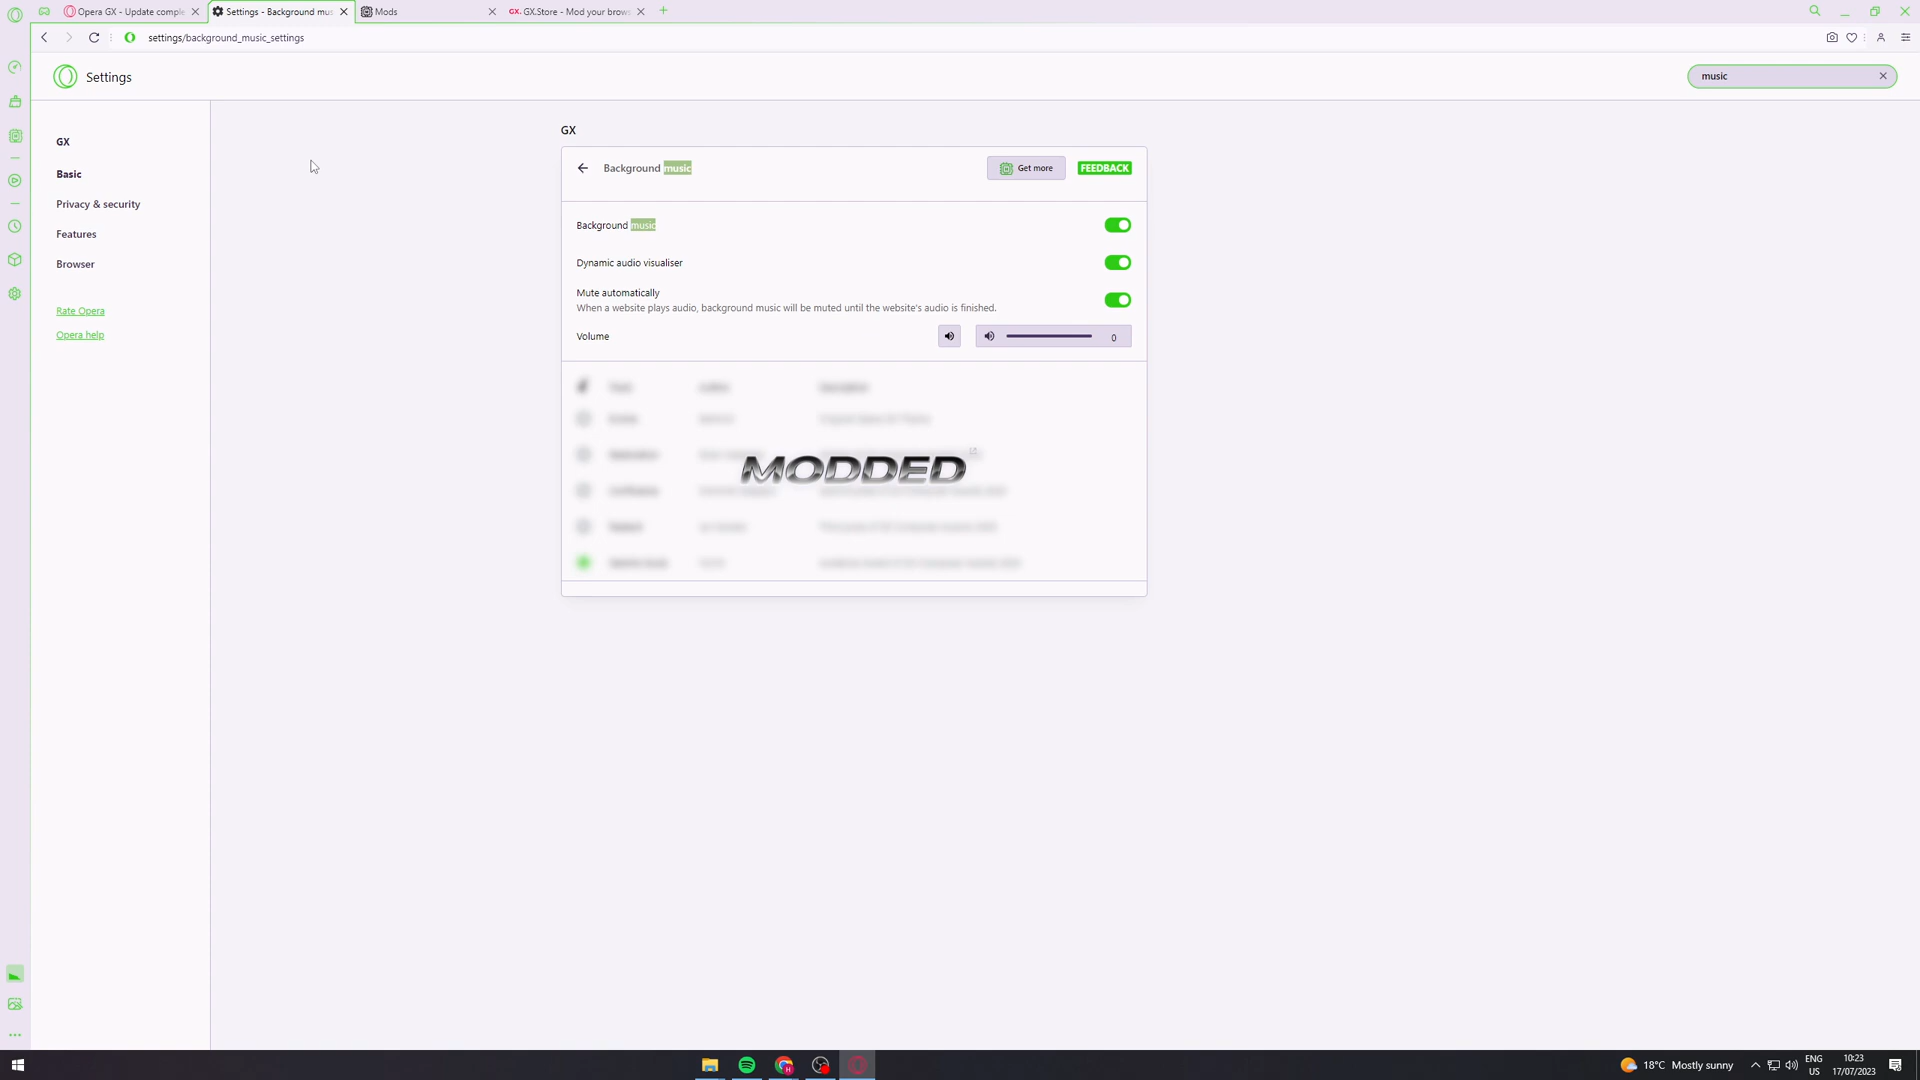 Opera GX - Update comple
Settings - Background mus
Mods
GX. GX.Store - Mod your brow
settings/background_music_settings
Settings
music
GX
Basic
Privacy & security
Features
Browser
Rate Opera
Opera help
GX
Background music
Get more
FEEDBACK
Background music
Dynamic audio visualiser
Mute automatically
When a website plays audio, background music will be muted until the website's audio is finished.
Volume
0
MODDED
18°C Mostly sunny
ENG
US
10:23
17/07/2023